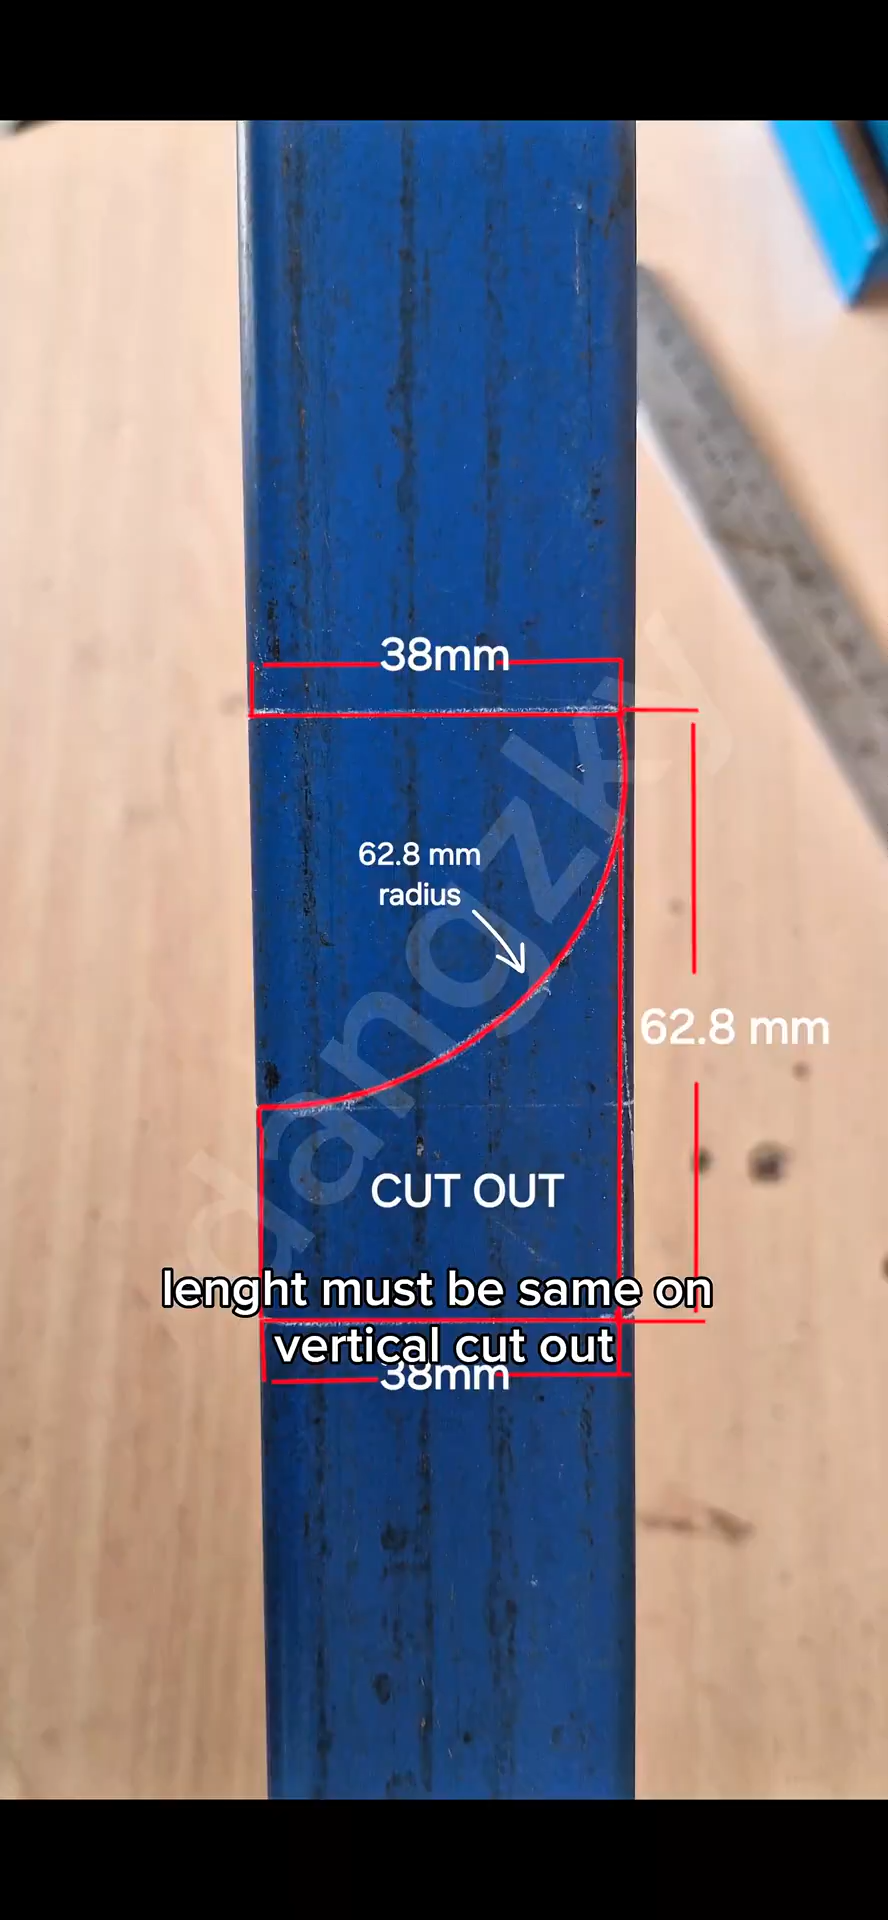 38mm
62.8 mm
radius
62.8 mm
CUT OUT
lenght must be same on
vertical cut out
38mm
dangzky